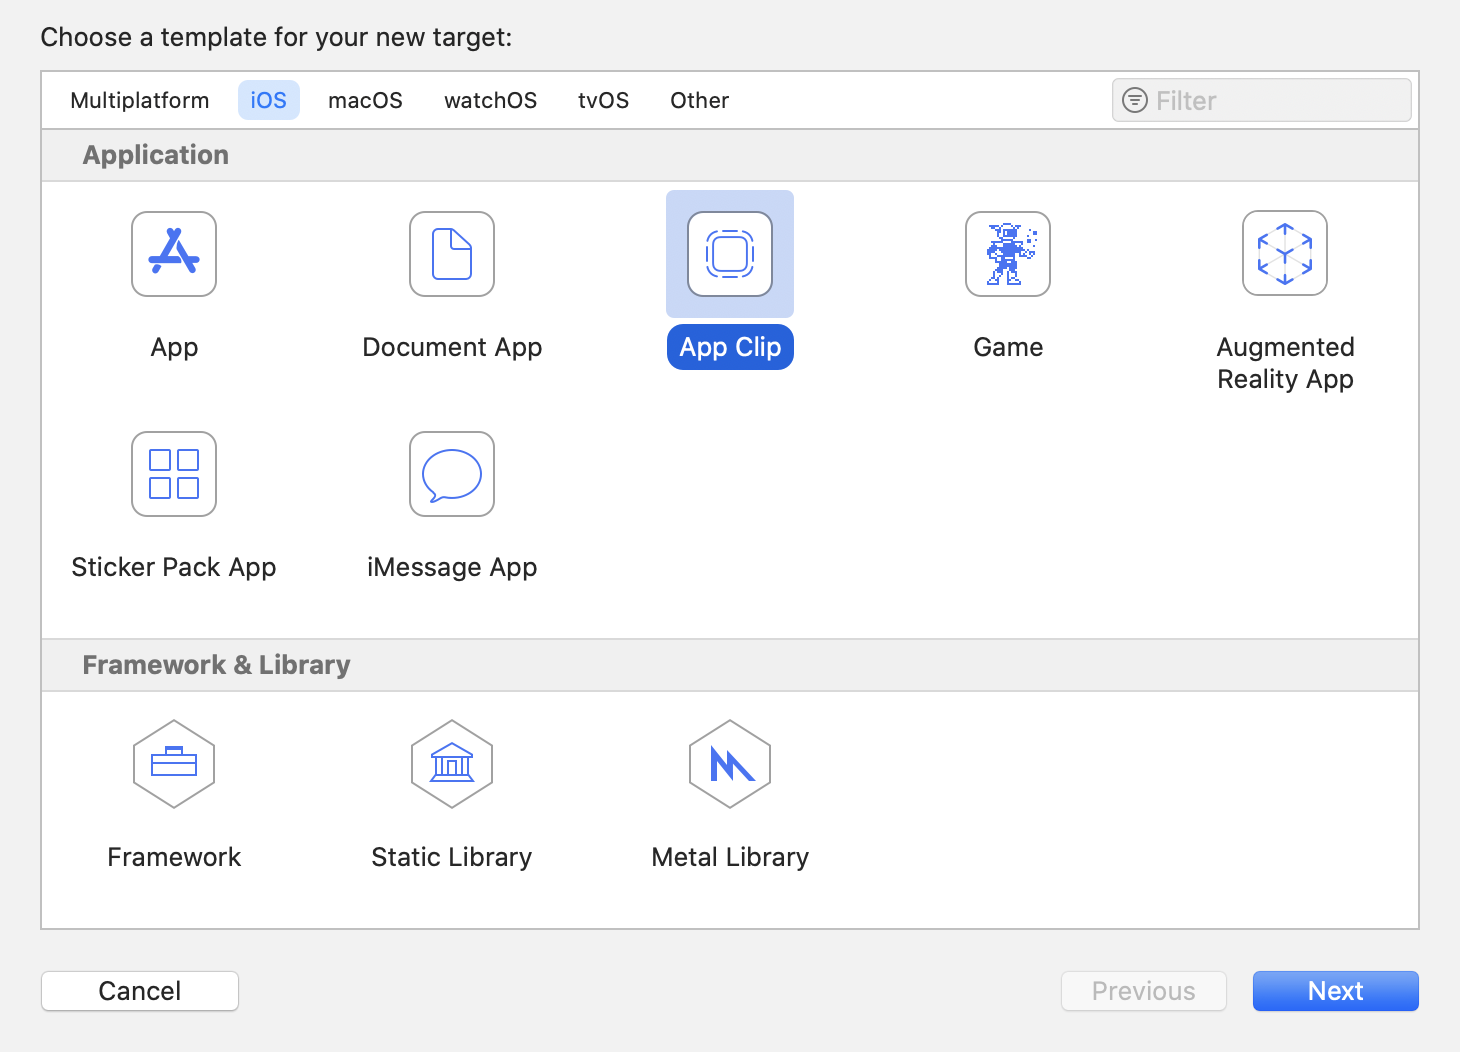 Choose a template for your new target:
Multiplatform iOS macOS watchOS tvOS Other Filter
Application
App Document App App Clip Game Augmented
Reality App
Sticker Pack App iMessage App
Framework & Library
Framework Static Library Metal Library
Cancel Previous Next